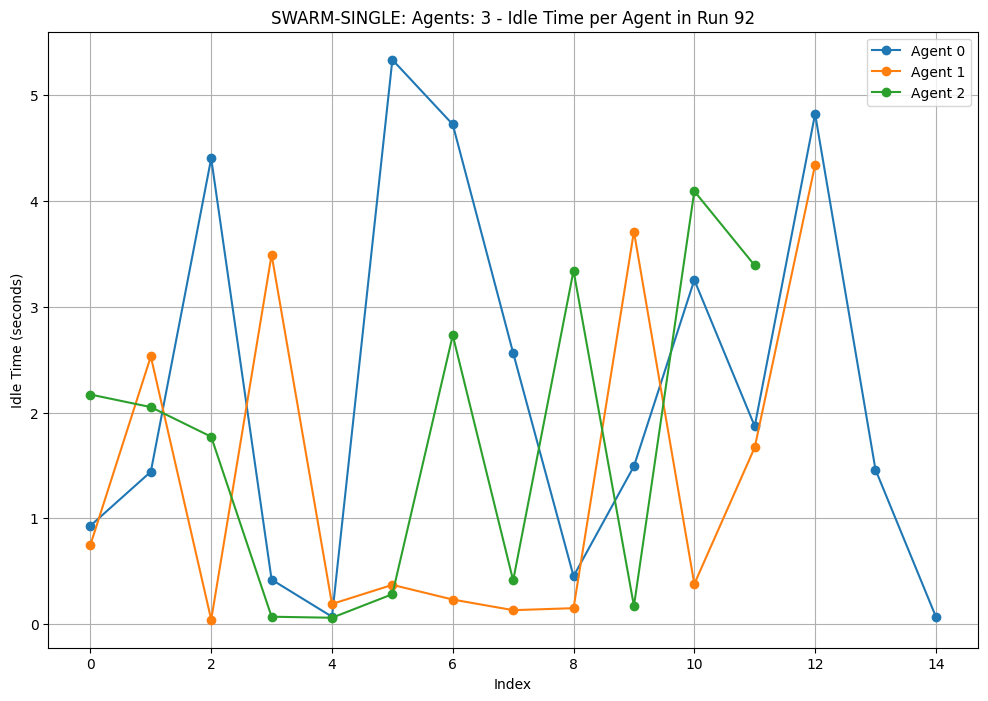 SWARM-SINGLE: Agents: 3 - Idle Time per Agent in Run 92
Agent 0
Agent 1
Agent 2
Idle Time (seconds)
5
4
3
2
1
0
0 2 4 6 8 10 12 14
Index